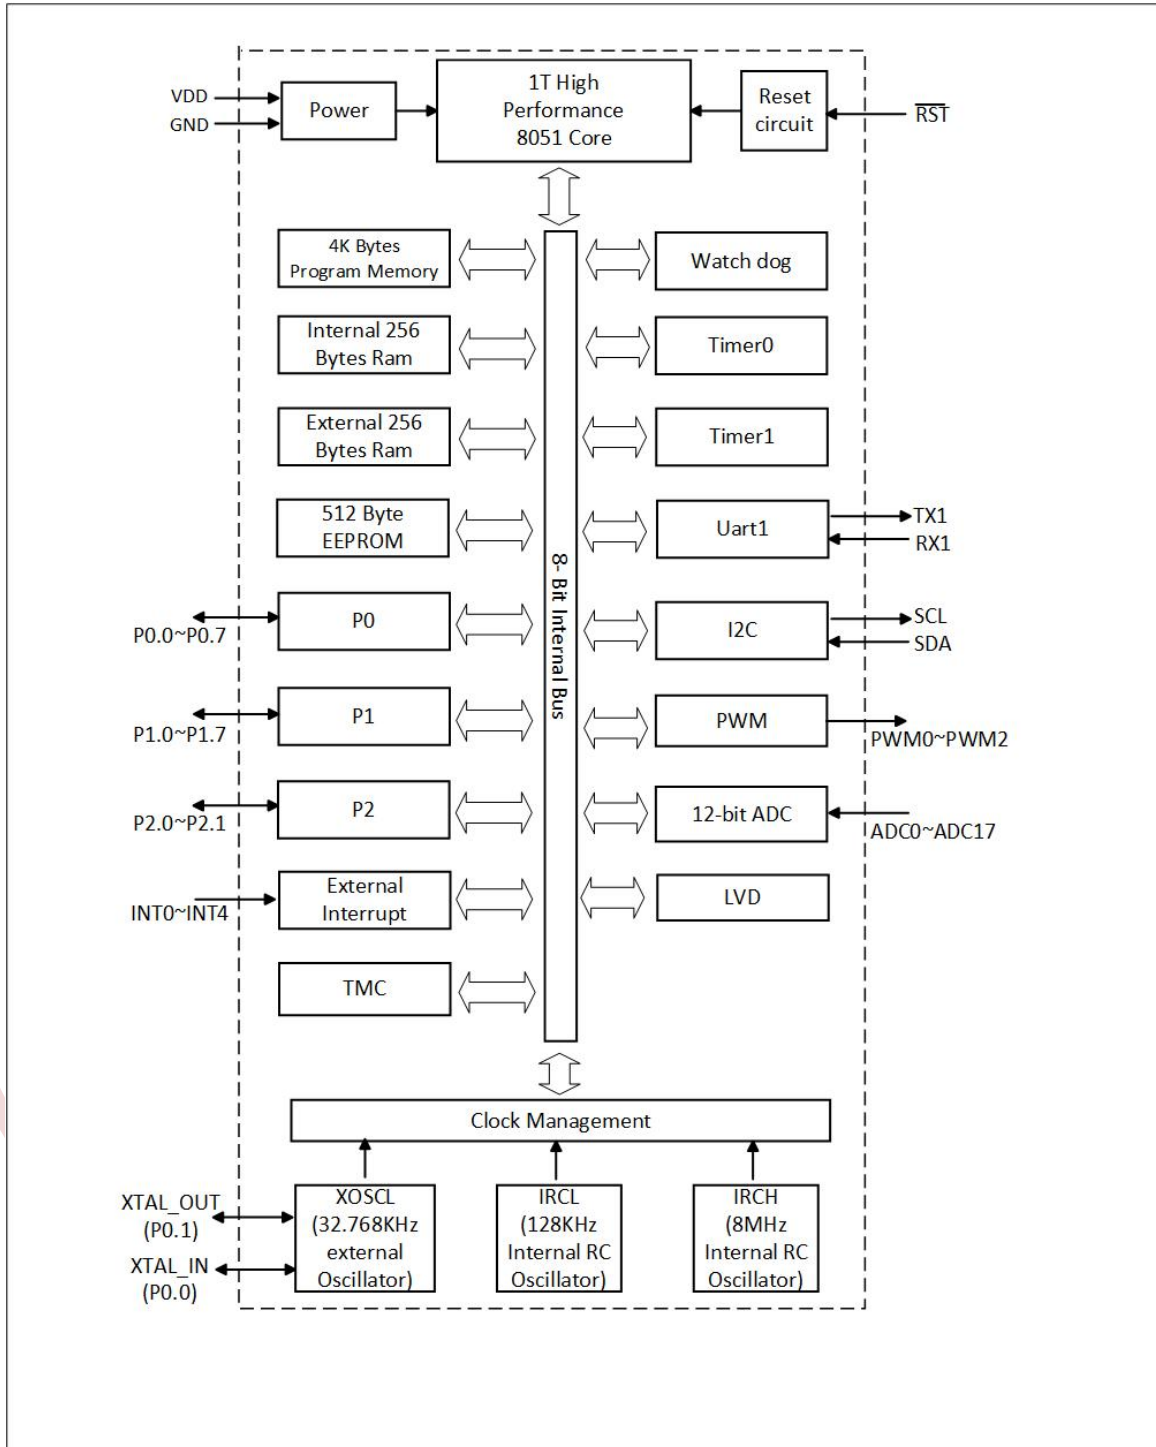 VDD
GND
Power
1T High
Performance
8051 Core
Reset
circuit
RST
4K Bytes
Program Memory
Watch dog
Internal 256
Bytes Ram
Timer0
External 256
Bytes Ram
Timer1
512 Byte
EEPROM
Uart1
TX1
RX1
8- Bit Internal Bus
P0.0~P0.7
P0
I2C
SCL
SDA
P1.0~P1.7
P1
PWM
PWM0~PWM2
P2.0~P2.1
P2
12-bit ADC
ADC0~ADC17
INT0~INT4
External
Interrupt
LVD
TMC
Clock Management
XTAL_OUT
(P0.1)
XTAL_IN
(P0.0)
XOSCL
(32.768KHz
external
Oscillator)
IRCL
(128KHz
Internal RC
Oscillator)
IRCH
(8MHz
Internal RC
Oscillator)